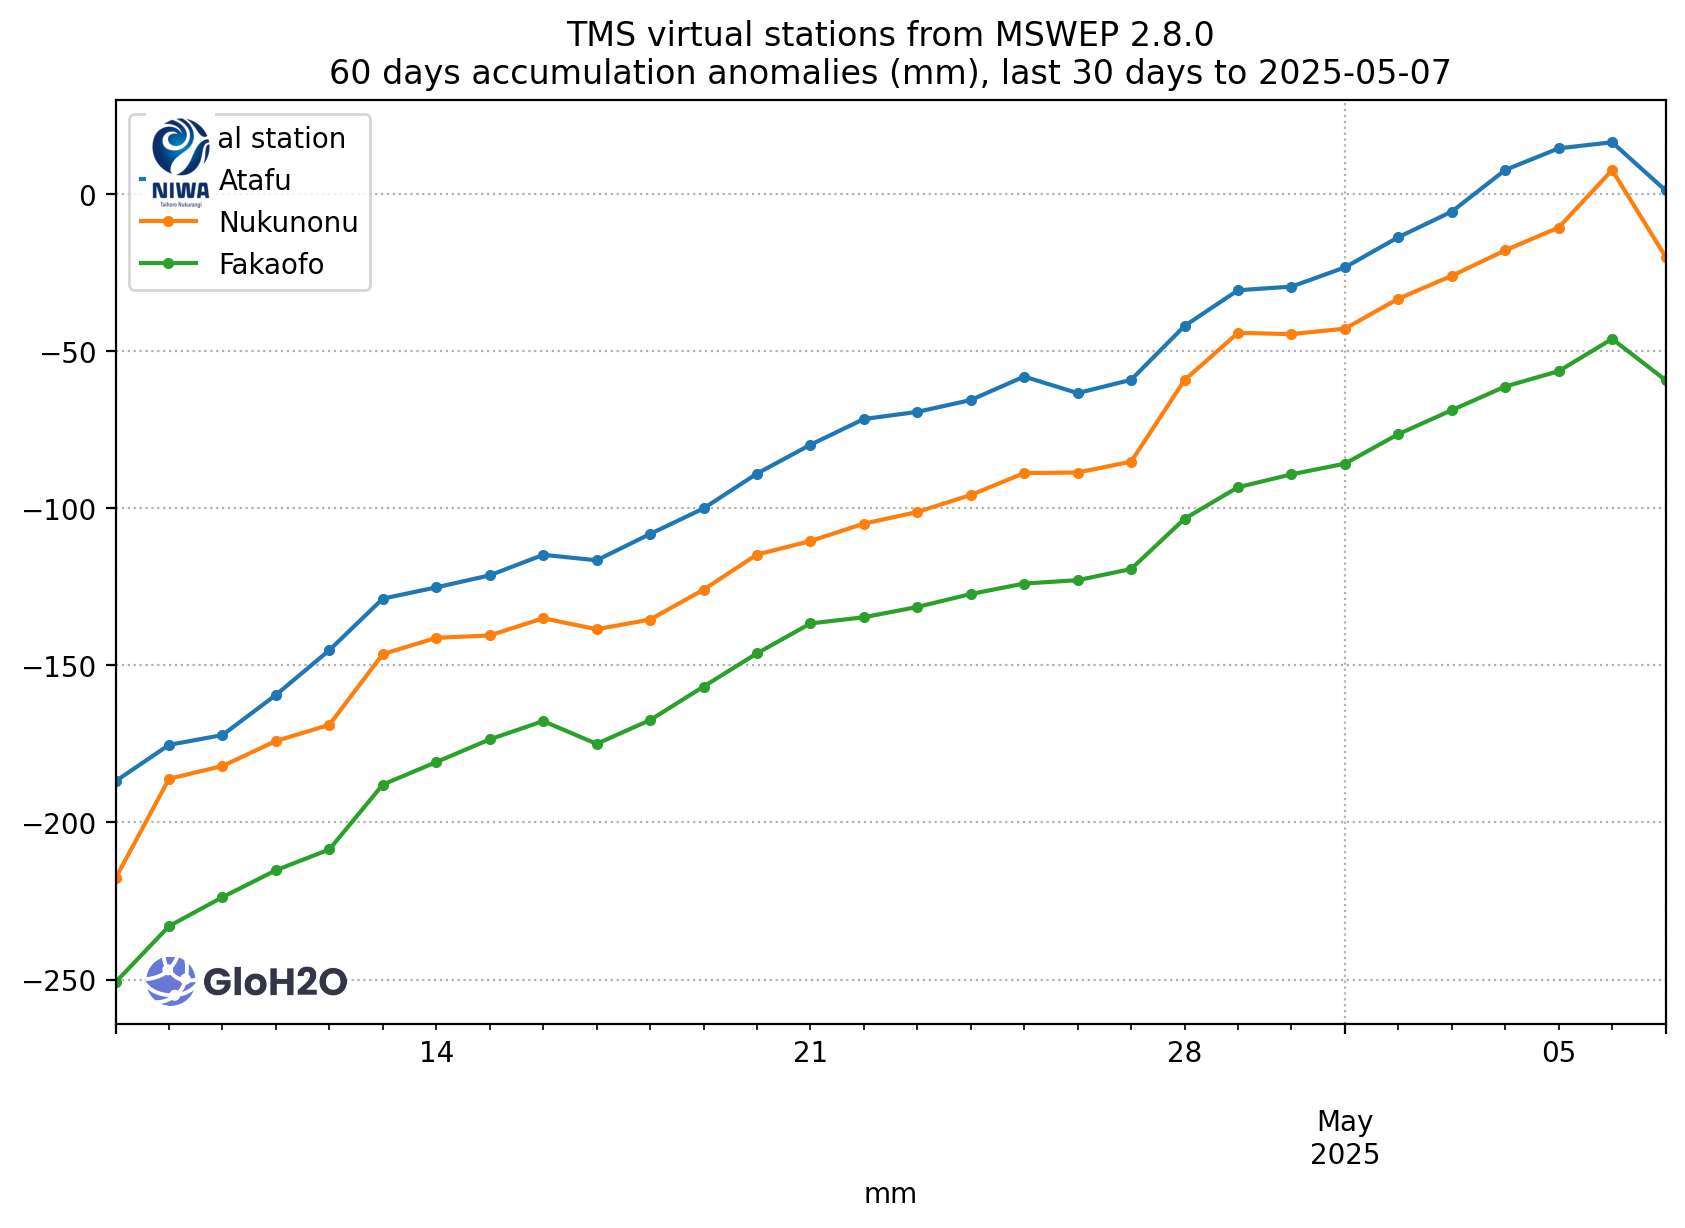 TMS virtual stations from MSWEP 2.8.0
60 days accumulation anomalies (mm), last 30 days to 2025-05-07
al station
Atafu
Nukunonu
Fakaofo
NIWA
Taihoro Nukurangi
0
−50
−100
−150
−200
−250
GloH2O
14
21
28
05
May
2025
mm